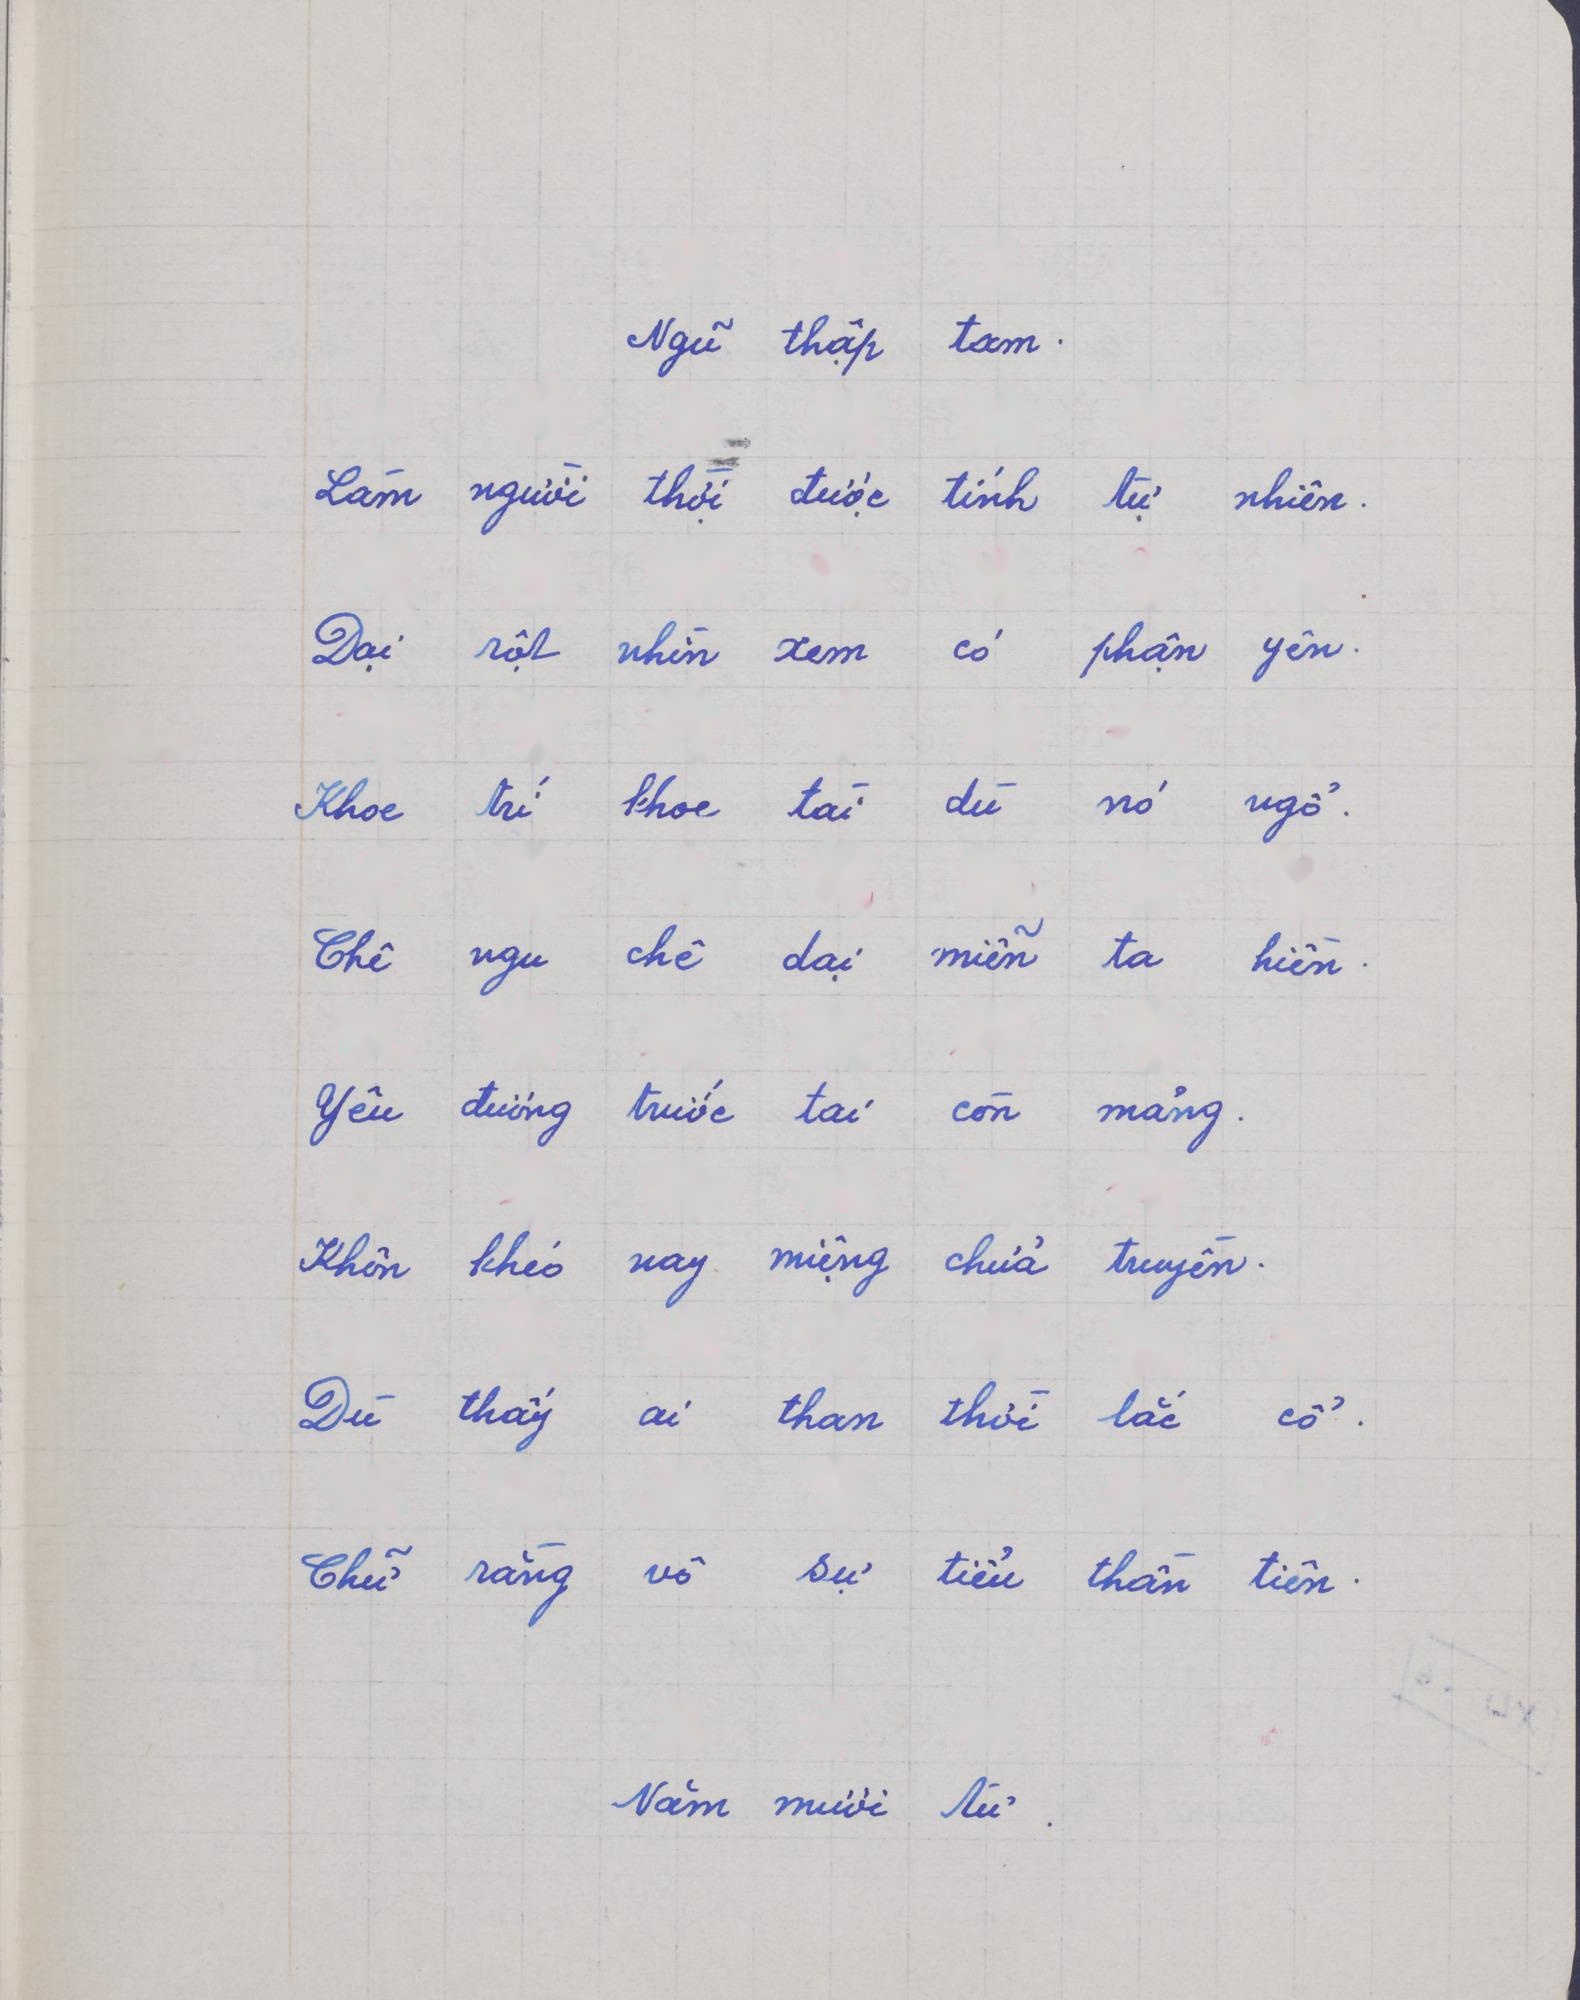 Ngũ thập tam.
Làm người thời được tính tự nhiên.
Dại rột nhìn xem có phận yên.
Khoe trí khoe tài dù nó ngổ.
Chê ngu chê dại miễn ta hiền.
Yêu đương trước tai còn mảng.
Khôn khéo nay miệng chửa truyền.
Dù thấy ai than thời lắc cổ.
Chữ rằng vô sự tiểu thần tiên.
Năm mươi tư.